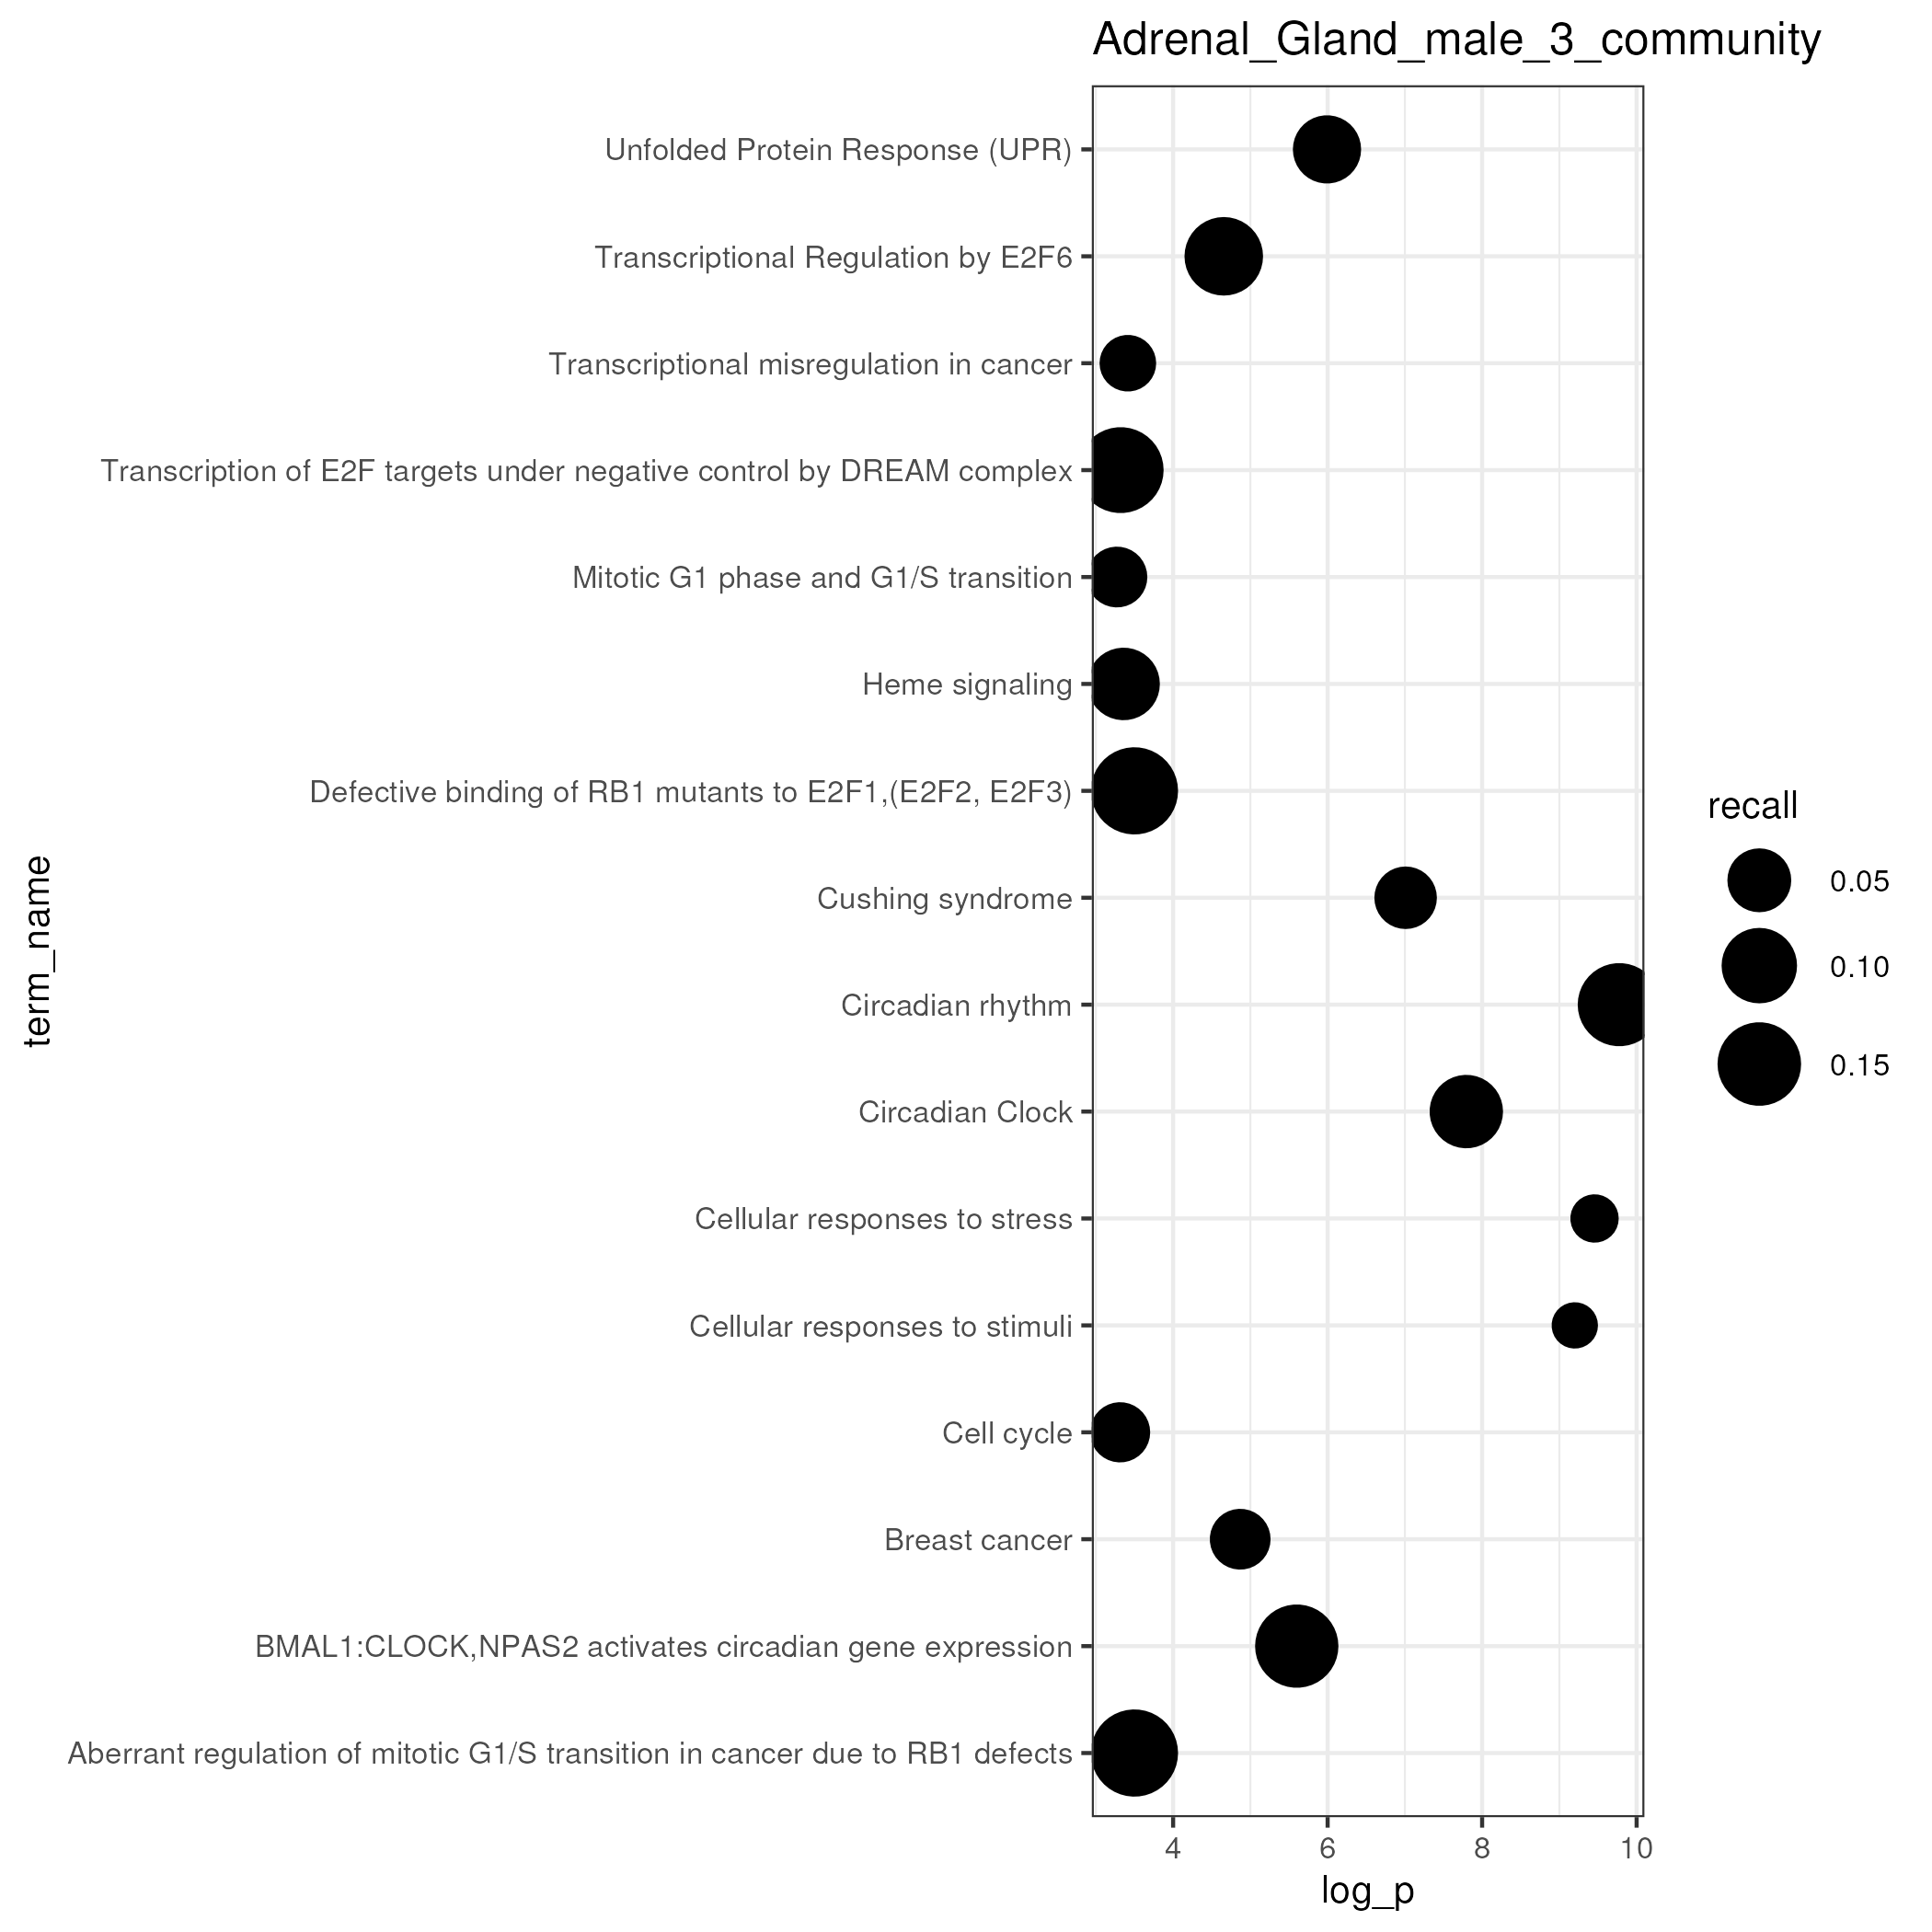 Adrenal_Gland_male_3_community
Unfolded Protein Response (UPR)
Transcriptional Regulation by E2F6
Transcriptional misregulation in cancer
Transcription of E2F targets under negative control by DREAM complex
Mitotic G1 phase and G1/S transition
Heme signaling
Defective binding of RB1 mutants to E2F1,(E2F2, E2F3)
Cushing syndrome
Circadian rhythm
Circadian Clock
Cellular responses to stress
Cellular responses to stimuli
Cell cycle
Breast cancer
BMAL1:CLOCK,NPAS2 activates circadian gene expression
Aberrant regulation of mitotic G1/S transition in cancer due to RB1 defects
term_name
4 6 8 10
log_p
recall
0.05
0.10
0.15